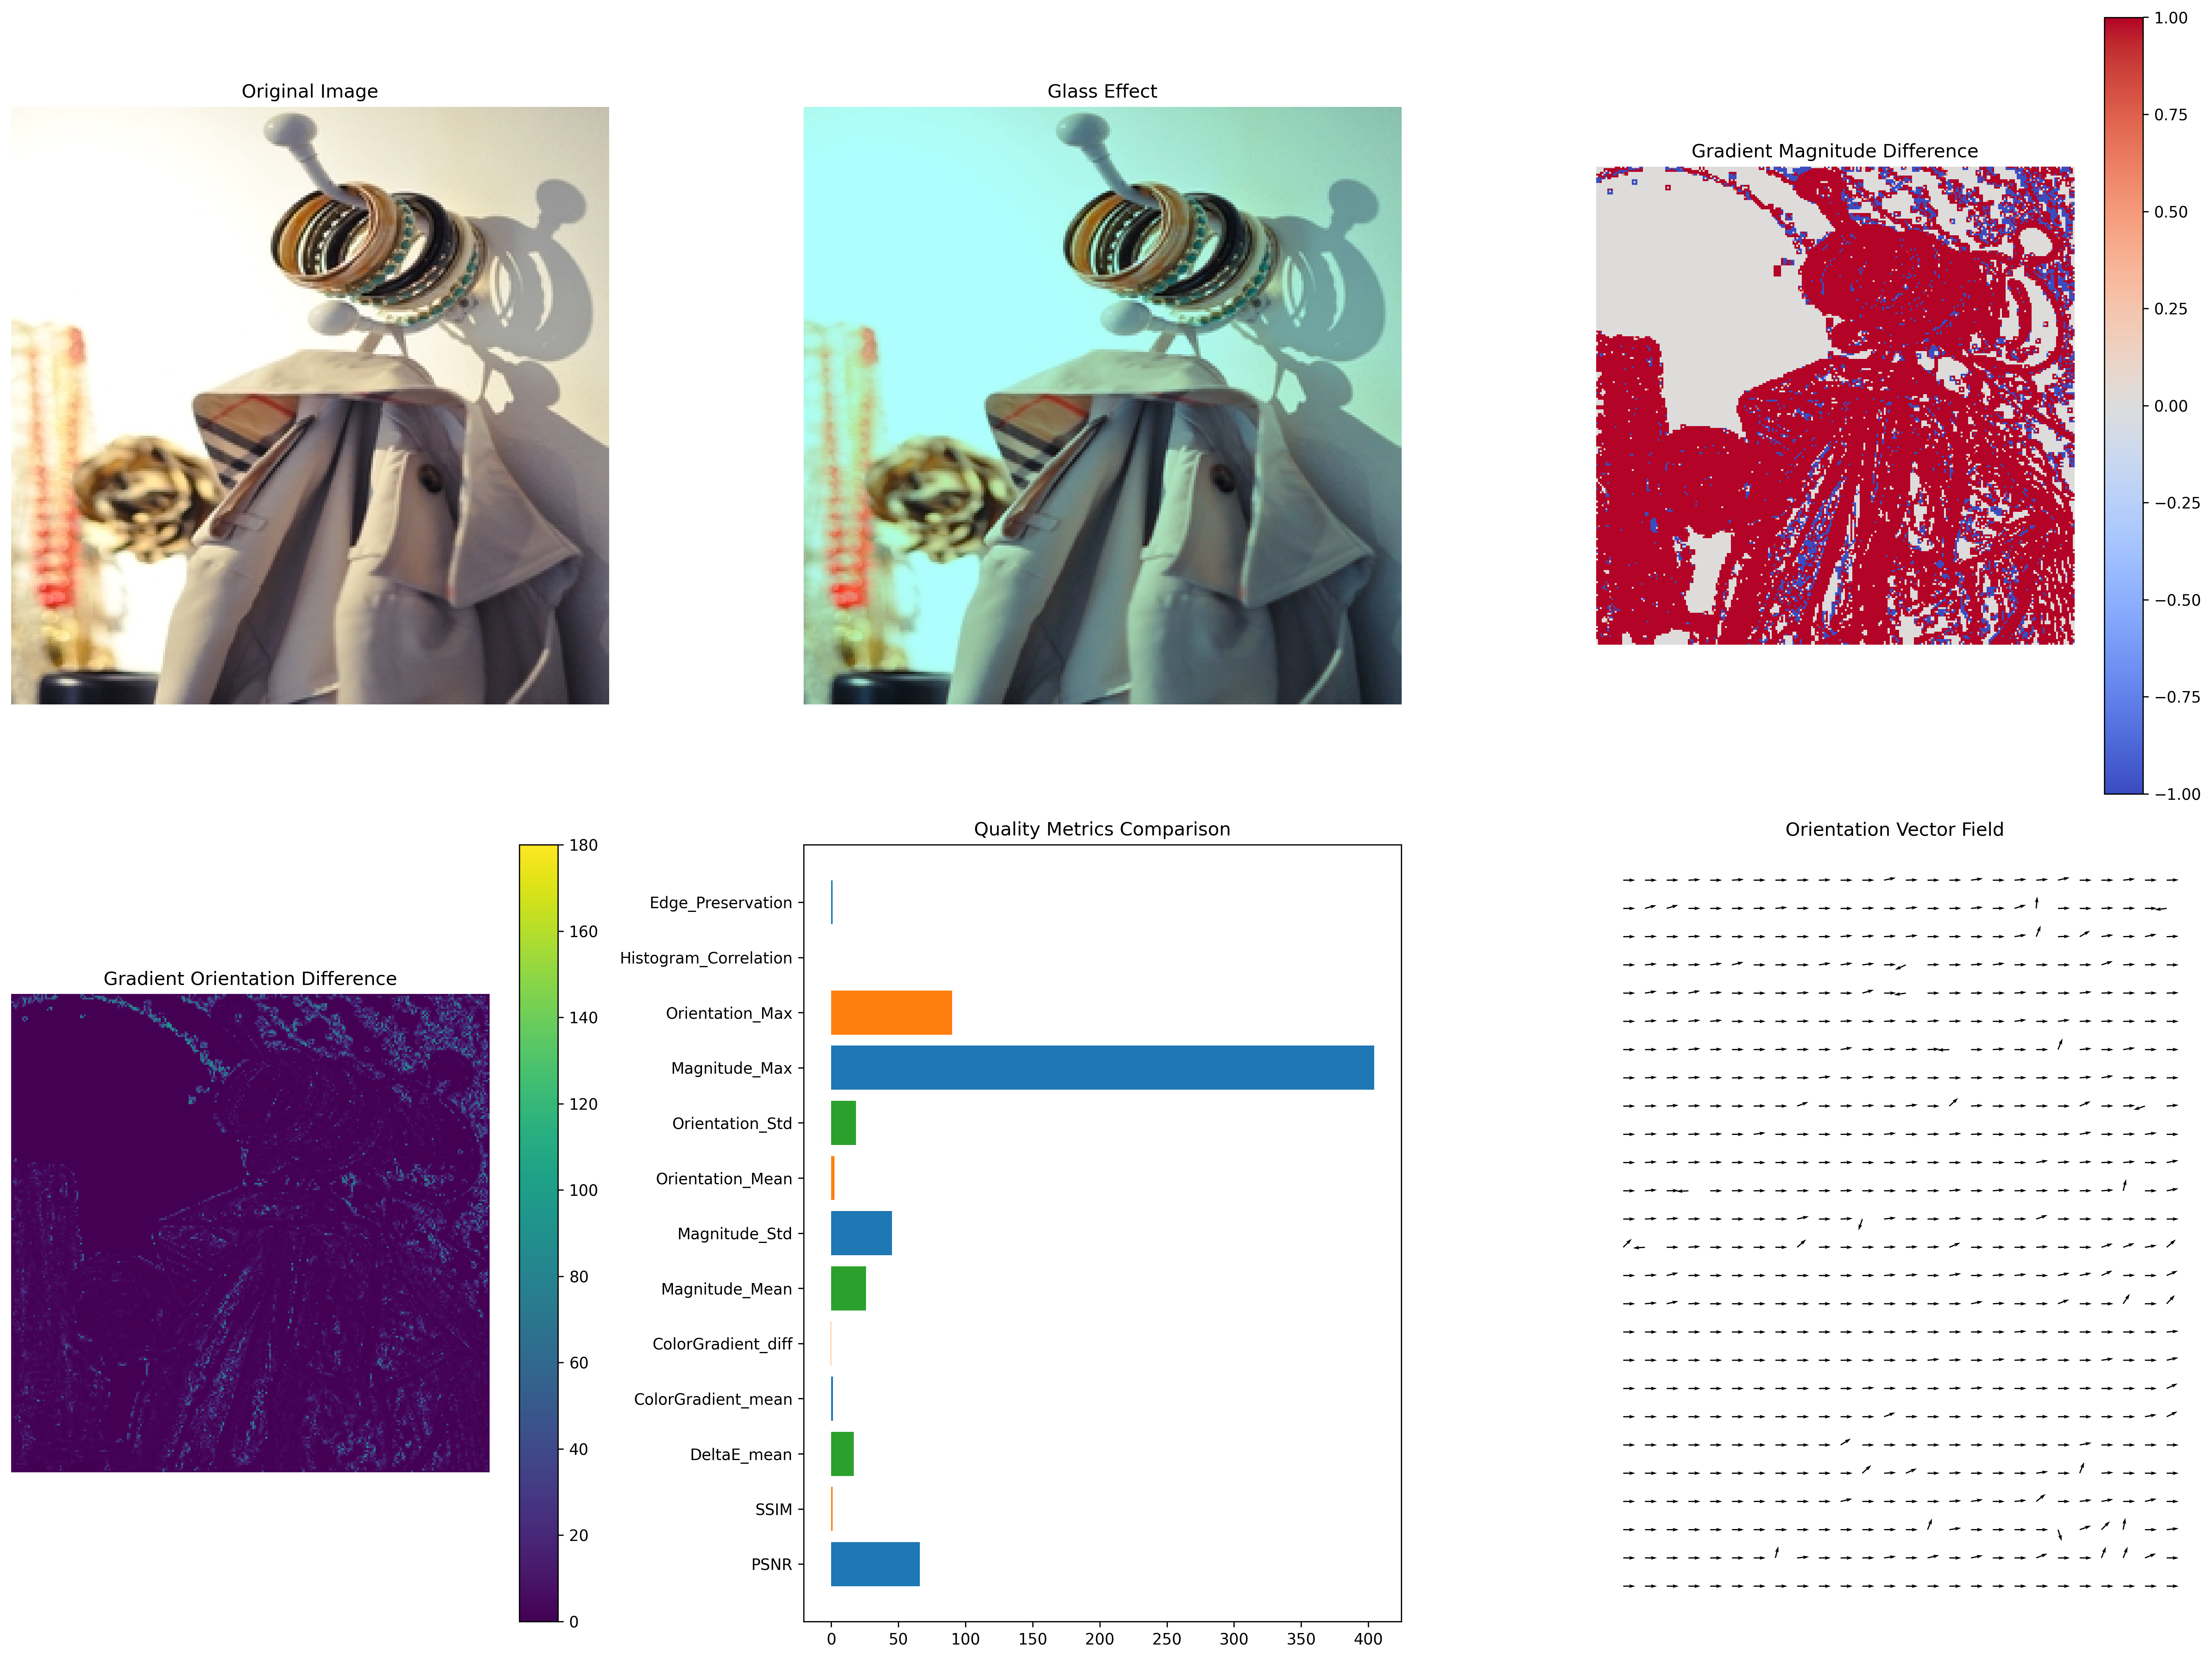 Original Image
Glass Effect
Gradient Magnitude Difference
1.00
0.75
0.50
0.25
0.00
−0.25
−0.50
−0.75
−1.00
Gradient Orientation Difference
180
160
140
120
100
80
60
40
20
0
Quality Metrics Comparison
Edge_Preservation
Histogram_Correlation
Orientation_Max
Magnitude_Max
Orientation_Std
Orientation_Mean
Magnitude_Std
Magnitude_Mean
ColorGradient_diff
ColorGradient_mean
DeltaE_mean
SSIM
PSNR
0 50 100 150 200 250 300 350 400
Orientation Vector Field